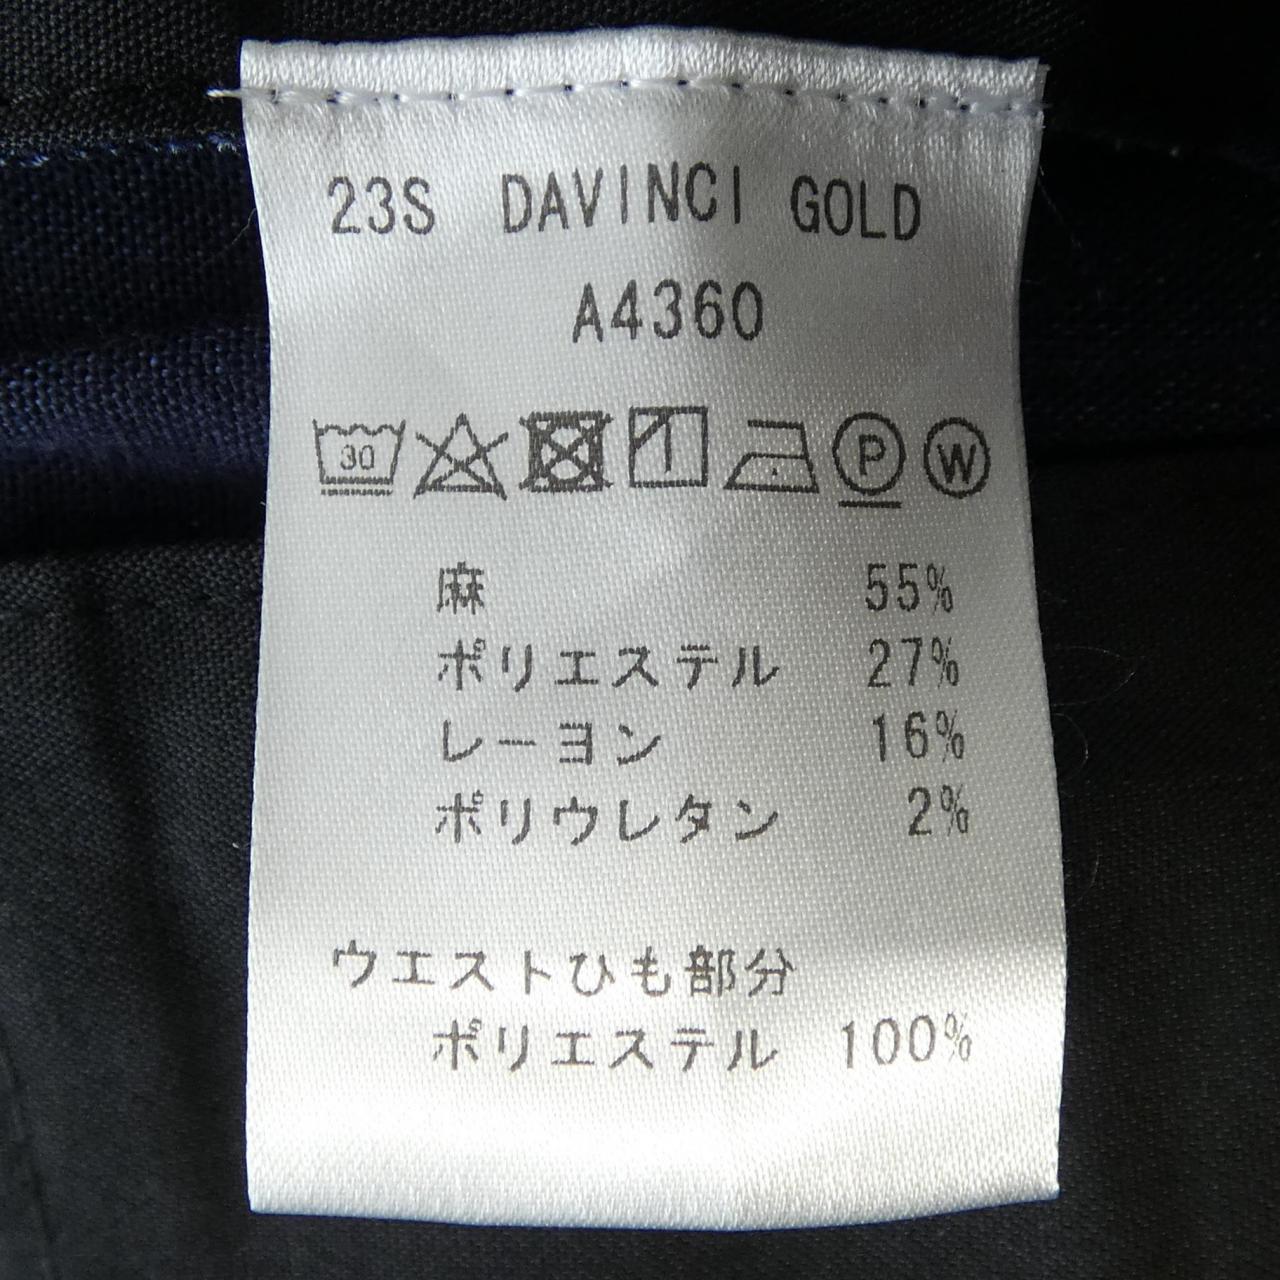 23S DAVINCI GOLD
A4360
30 P W
麻 55%
ポリエステル 27%
レーヨン 16%
ポリウレタン 2%
ウエストひも部分
ポリエステル 100%